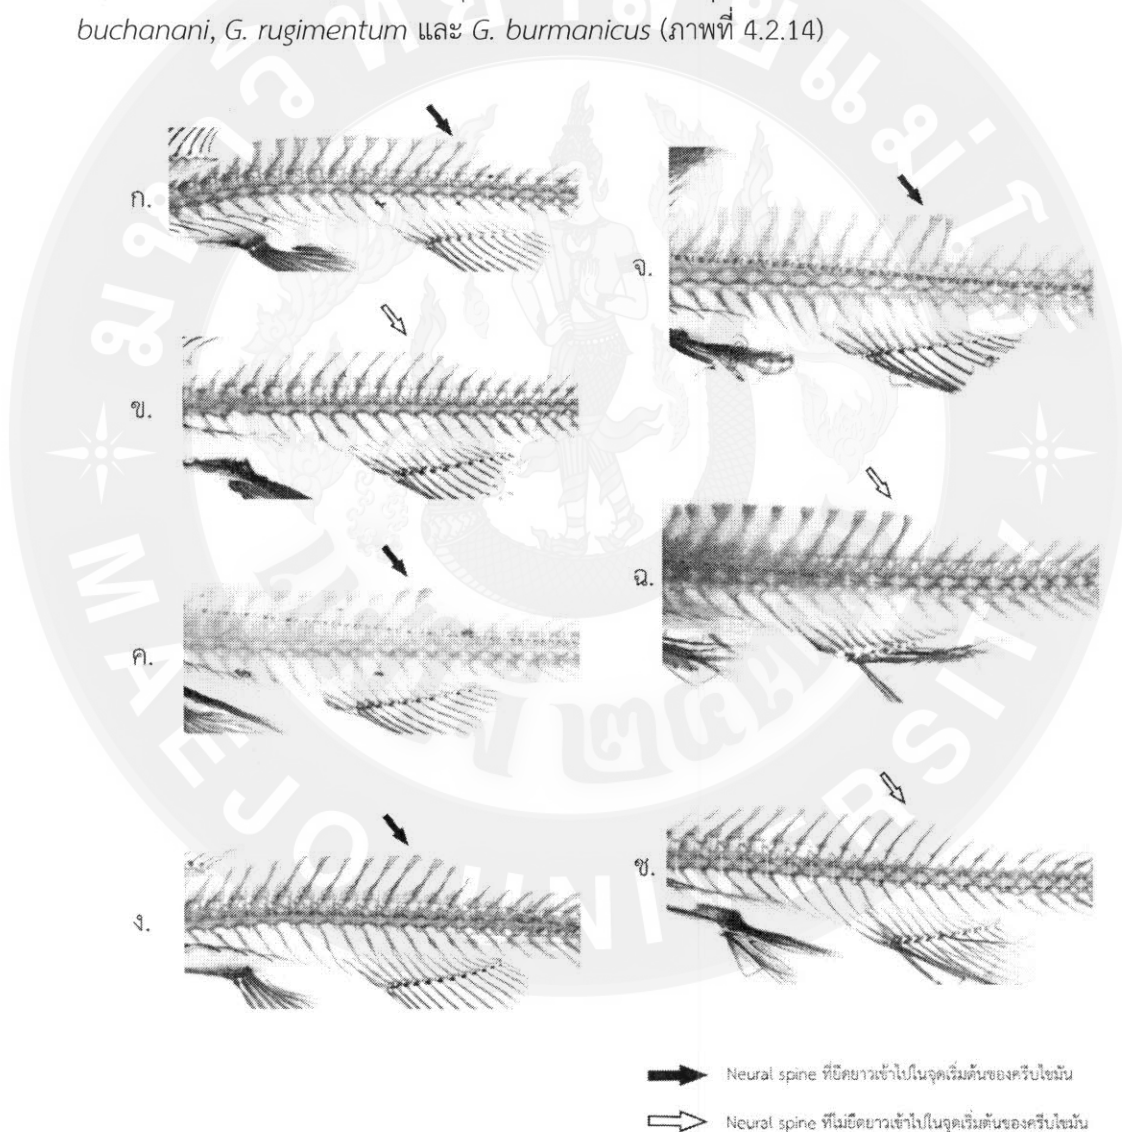 buchanani, G. rugimentum และ G. burmanicus (ภาพที่ 4.2.14)
ก.
ข.
ค.
ง.
จ.
ฉ.
ช.
Neural spine ที่ยืดยาวเข้าไปในจุดเริ่มต้นของครีบไขมัน
Neural spine ที่ไม่ยืดยาวเข้าไปในจุดเริ่มต้นของครีบไขมัน
MAEJO UNIVERSITY